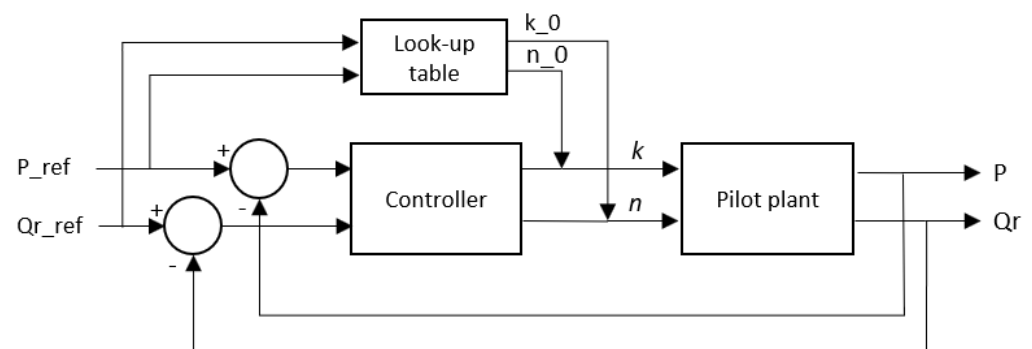 k_0
Look-up
table
n_0
P_ref
+
-
Controller
k
Pilot plant
P
Qr_ref
+
-
n
Qr